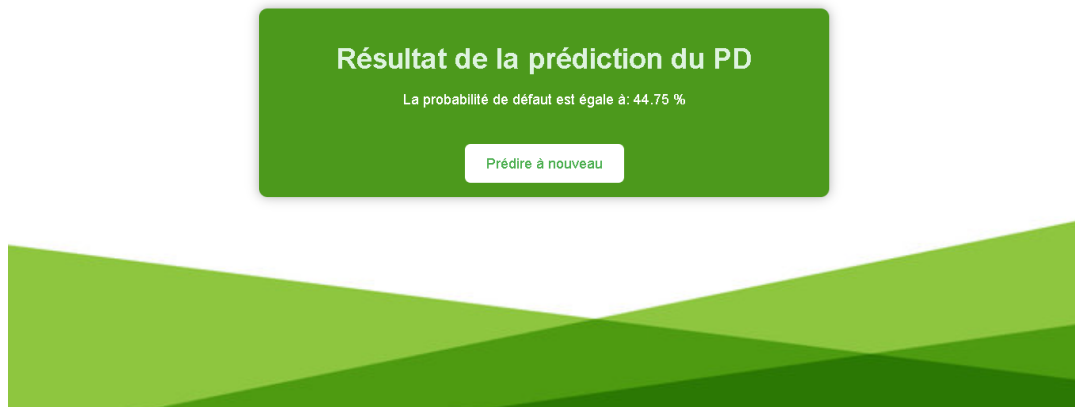 Résultat de la prédiction du PD
La probabilité de défaut est égale à: 44.75 %
Prédire à nouveau